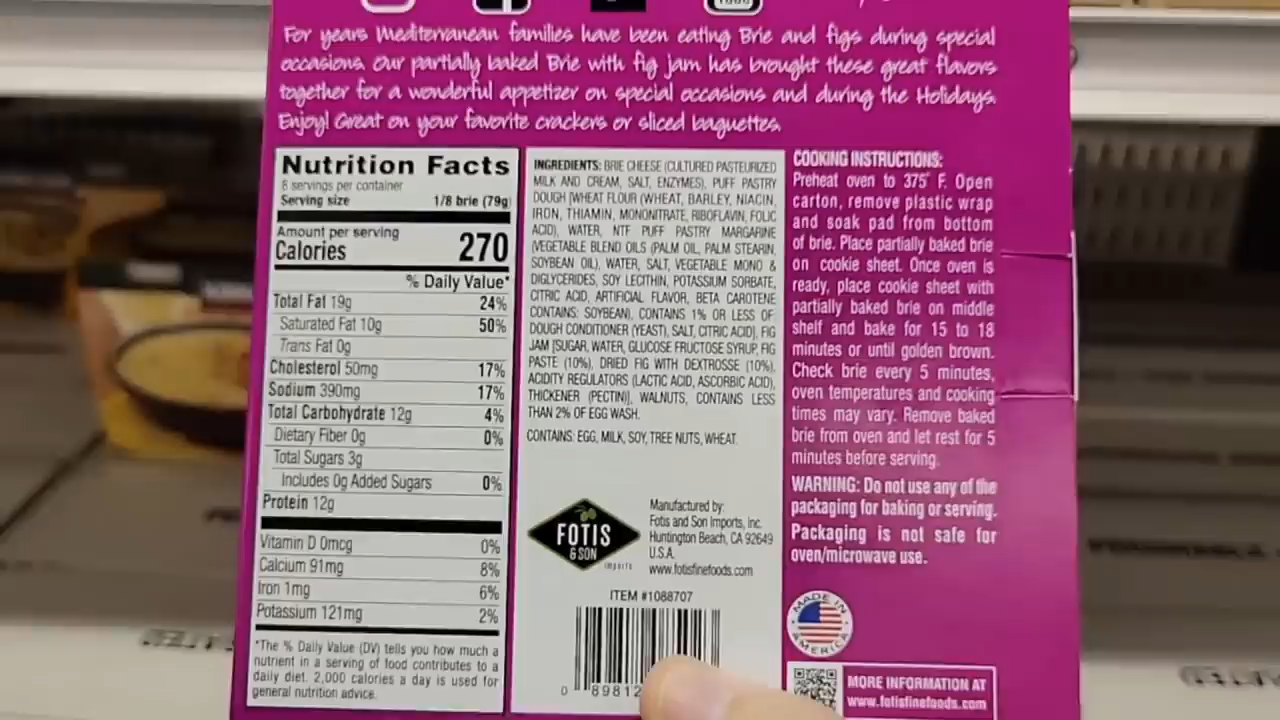 For years Mediterranean families have been eating Brie and figs during special
occasions. Our partially baked Brie with fig jam has brought these great flavors
together for a wonderful appetizer on special occasions and during the Holidays.
Enjoy! Great on your favorite crackers or sliced baguettes.
Nutrition Facts
8 servings per container
Serving size 1/8 brie (79g)
Amount per serving
Calories 270
% Daily Value*
Total Fat 19g 24%
Saturated Fat 10g 50%
Trans Fat 0g
Cholesterol 50mg 17%
Sodium 390mg 17%
Total Carbohydrate 12g 4%
Dietary Fiber 0g 0%
Total Sugars 3g
Includes 0g Added Sugars 0%
Protein 12g
Vitamin D 0mcg 0%
Calcium 91mg 8%
Iron 1mg 6%
Potassium 121mg 2%
*The % Daily Value (DV) tells you how much a
nutrient in a serving of food contributes to a
daily diet. 2,000 calories a day is used for
general nutrition advice.
INGREDIENTS: BRIE CHEESE (CULTURED PASTEURIZED
MILK AND CREAM, SALT, ENZYMES), PUFF PASTRY
DOUGH [WHEAT FLOUR (WHEAT, BARLEY, NIACIN,
IRON, THIAMIN, MONONITRATE, RIBOFLAVIN, FOLIC
ACID), WATER, NTF PUFF PASTRY MARGARINE
(VEGETABLE BLEND OILS (PALM OIL, PALM STEARIN,
SOYBEAN OIL), WATER, SALT, VEGETABLE MONO &
DIGLYCERIDES, SOY LECITHIN, POTASSIUM SORBATE,
CITRIC ACID, ARTIFICIAL FLAVOR, BETA CAROTENE
CONTAINS: SOYBEAN), CONTAINS 1% OR LESS OF
DOUGH CONDITIONER (YEAST), SALT, CITRIC ACID), FIG
JAM [SUGAR, WATER, GLUCOSE FRUCTOSE SYRUP, FIG
PASTE (10%), DRIED FIG WITH DEXTROSSE (10%),
ACIDITY REGULATORS (LACTIC ACID, ASCORBIC ACID),
THICKENER (PECTIN)], WALNUTS, CONTAINS LESS
THAN 2% OF EGG WASH.
CONTAINS: EGG, MILK, SOY, TREE NUTS, WHEAT.
FOTIS
& SON
imports
Manufactured by:
Fotis and Son Imports, Inc.
Huntington Beach, CA 92649
U.S.A.
www.fotisfinefoods.com
ITEM #1088707
0 89812
COOKING INSTRUCTIONS:
Preheat oven to 375° F. Open
carton, remove plastic wrap
and soak pad from bottom
of brie. Place partially baked brie
on cookie sheet. Once oven is
ready, place cookie sheet with
partially baked brie on middle
shelf and bake for 15 to 18
minutes or until golden brown.
Check brie every 5 minutes,
oven temperatures and cooking
times may vary. Remove baked
brie from oven and let rest for 5
minutes before serving.
WARNING: Do not use any of the
packaging for baking or serving.
Packaging is not safe for
oven/microwave use.
MADE IN
AMERICA
MORE INFORMATION AT
www.fotisfinefoods.com